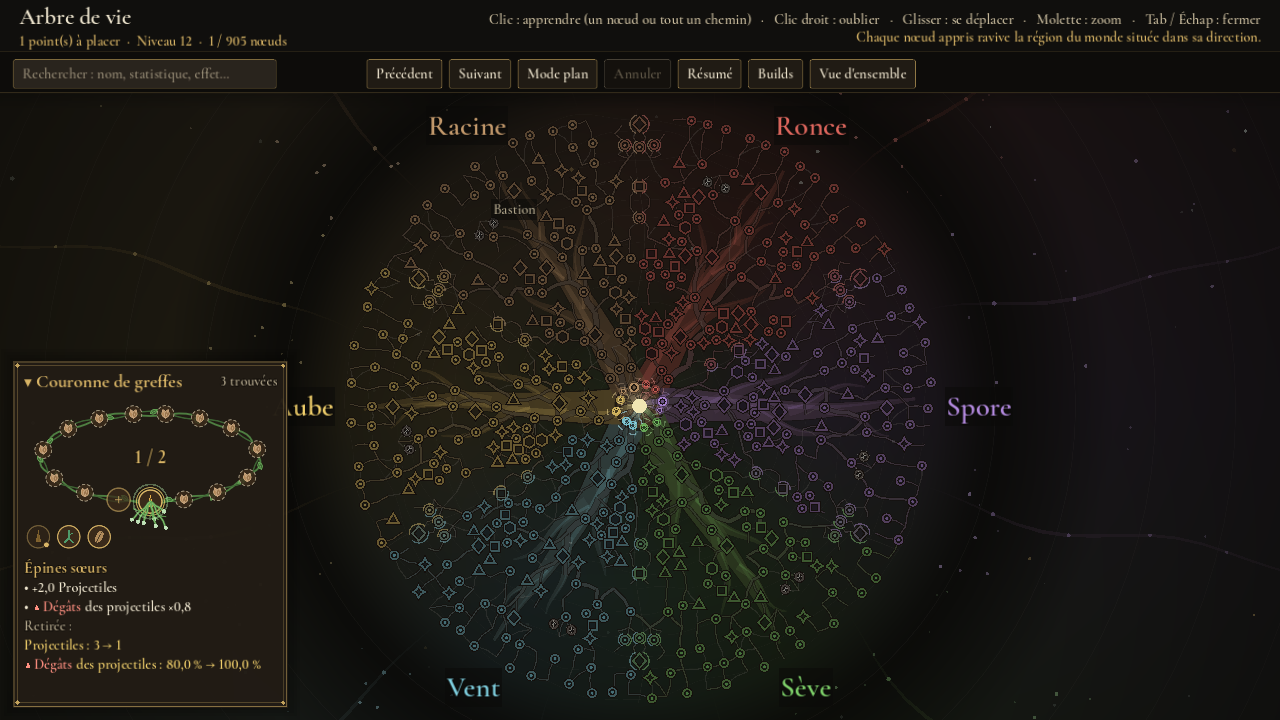 Arbre de vie
1 point(s) à placer · Niveau 12 · 1 / 905 nœuds
Clic : apprendre (un nœud ou tout un chemin) · Clic droit : oublier · Glisser : se déplacer · Molette : zoom · Tab / Échap : fermer
Chaque nœud appris ravive la région du monde située dans sa direction.
Rechercher : nom, statistique, effet...
Précédent
Suivant
Mode plan
Annuler
Résumé
Builds
Vue d'ensemble
Racine
Ronce
Bastion
Aube
Spore
Vent
Sève
▾ Couronne de greffes
3 trouvées
1 / 2
+
Épines sœurs
• +2,0 Projectiles
• Dégâts des projectiles ×0,8
Retirée :
Projectiles : 3 → 1
Dégâts des projectiles : 80,0 % → 100,0 %